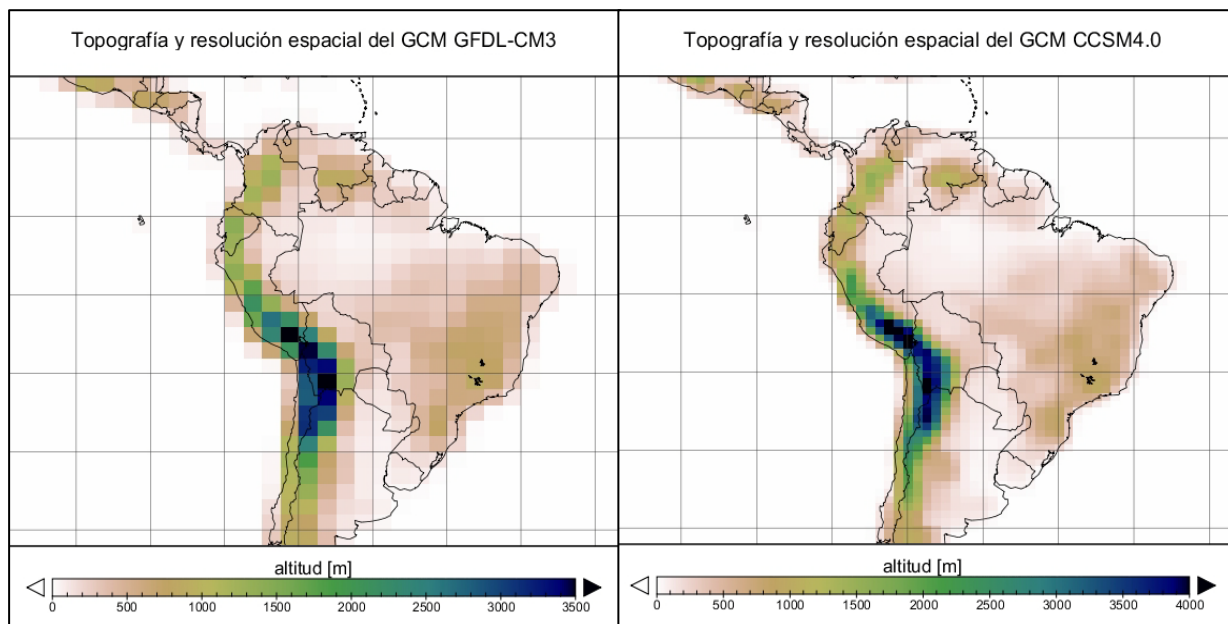 Topografía y resolución espacial del GCM GFDL-CM3
Topografía y resolución espacial del GCM CCSM4.0
altitud [m]
0 500 1000 1500 2000 2500 3000 3500
altitud [m]
0 500 1000 1500 2000 2500 3000 3500 4000